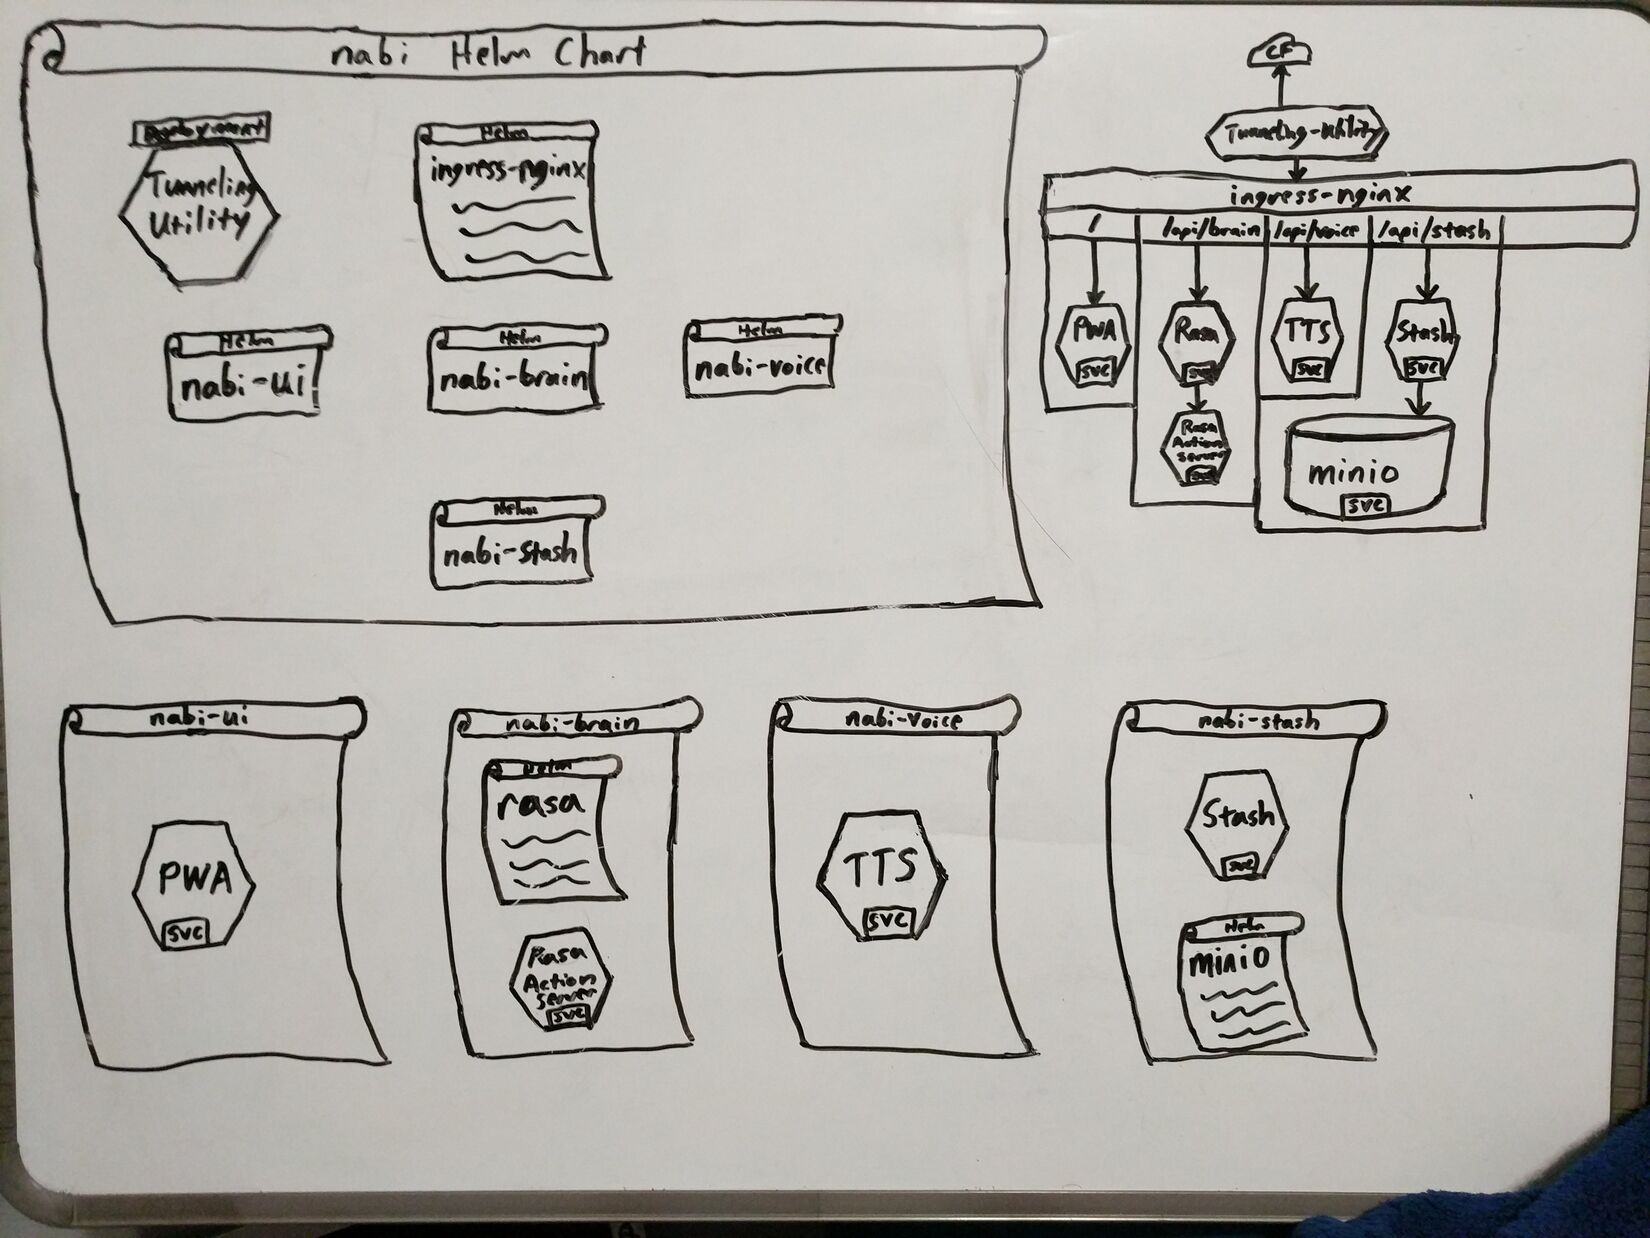 nabi Helm Chart
Deployment
Tunneling
Utility
Helm
ingress-nginx
Helm
nabi-ui
Helm
nabi-brain
Helm
nabi-voice
Helm
nabi-stash
CF
Tunneling-Utility
ingress-nginx
/
/api/brain
/api/voice
/api/stash
PWA
svc
Rasa
svc
TTS
svc
Stash
svc
Rasa
Action
Server
svc
minio
svc
nabi-ui
PWA
svc
nabi-brain
Helm
rasa
Rasa
Action
Server
svc
nabi-voice
TTS
svc
nabi-stash
Stash
svc
Helm
minio